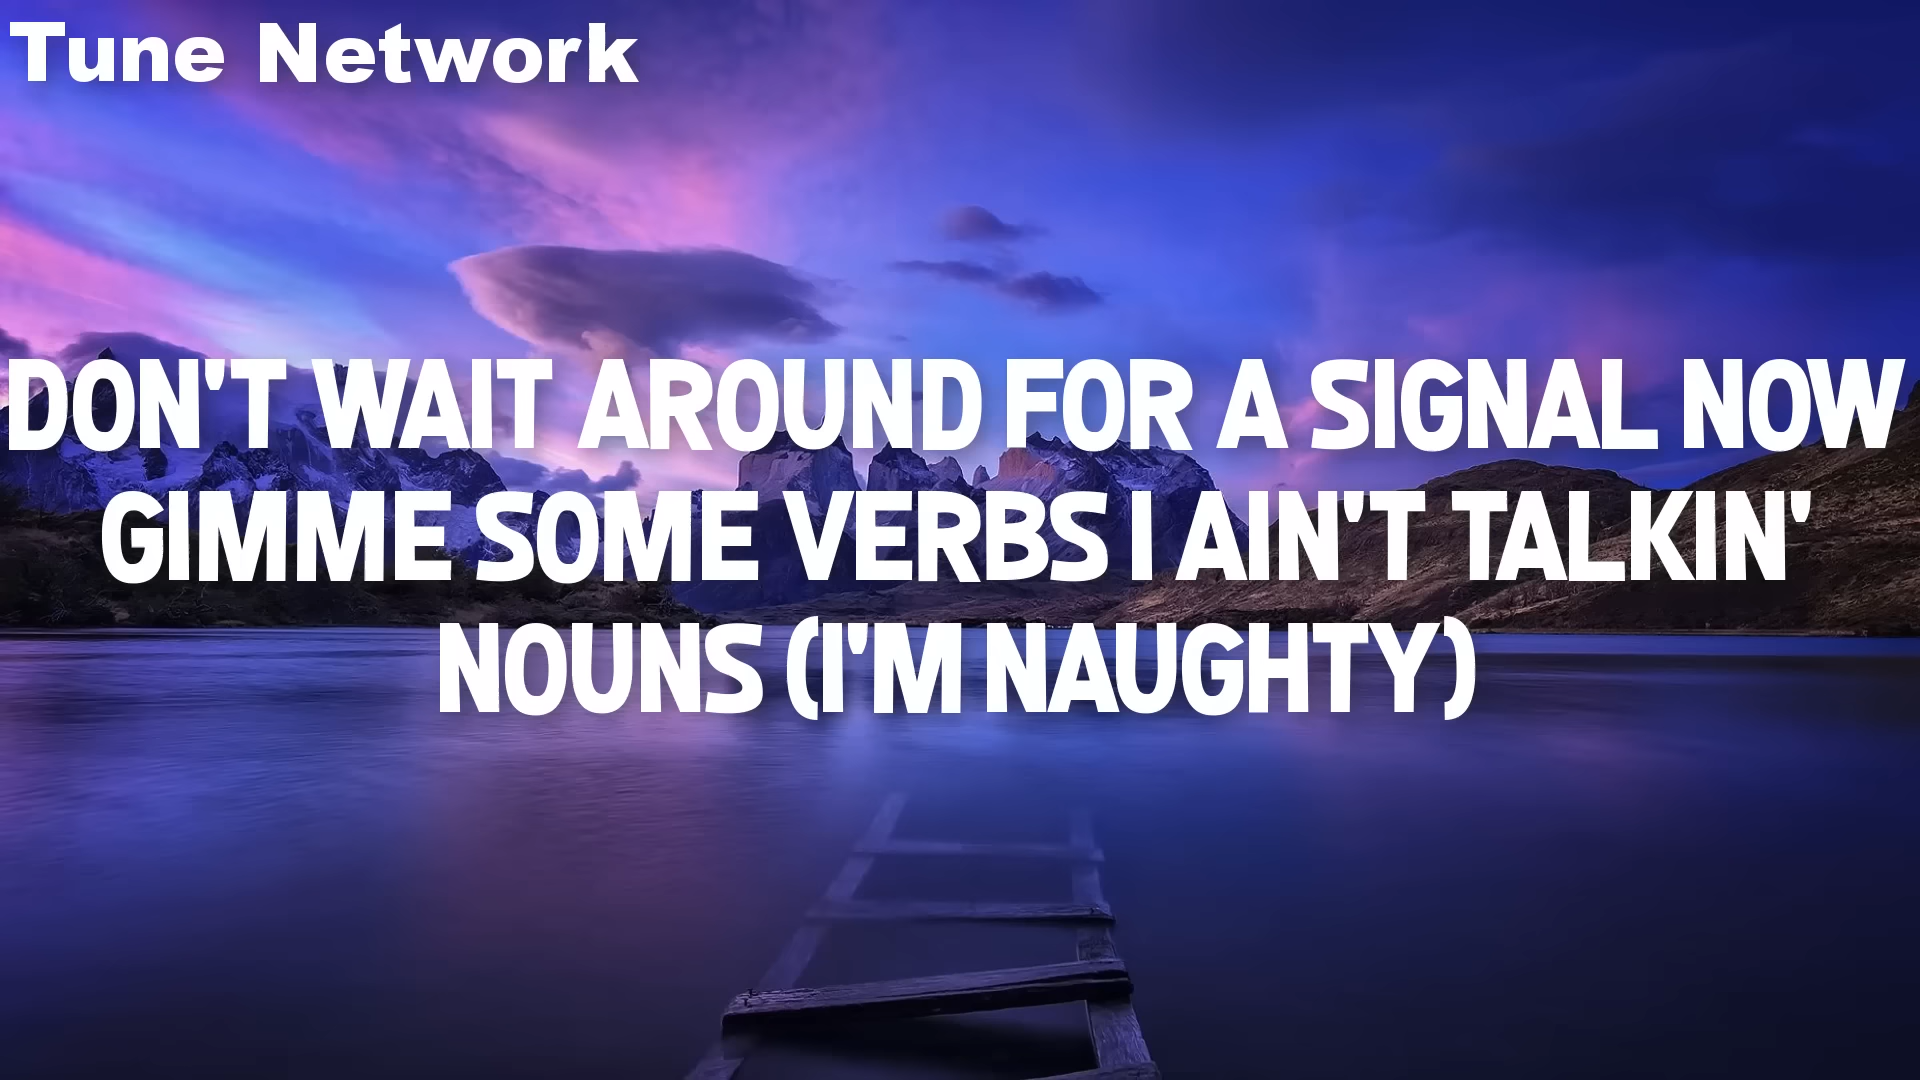 Tune Network
DON'T WAIT AROUND FOR A SIGNAL NOW
GIMME SOME VERBS I AIN'T TALKIN'
NOUNS (I'M NAUGHTY)